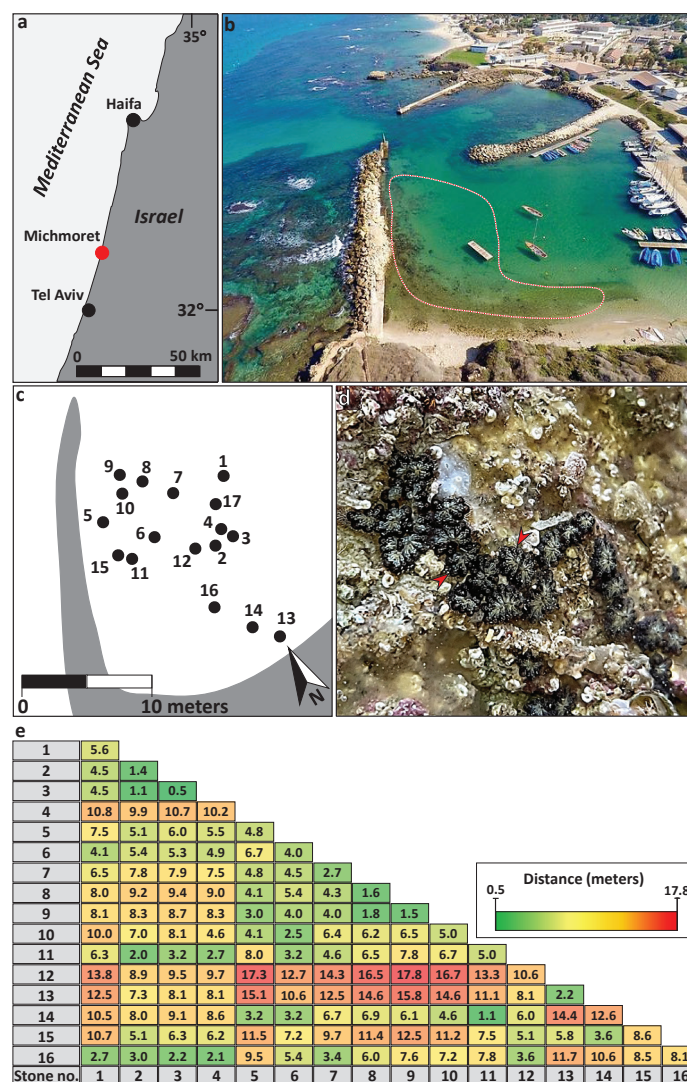 a
35°
Mediterranean Sea
Haifa
Israel
Michmoret
Tel Aviv
32°
0 50 km
b
c
1
2
3
4
5
6
7
8
9
10
11
12
13
14
15
16
17
0 10 meters
N
d
e
1 5.6
2 4.5 1.4
3 4.5 1.1 0.5
4 10.8 9.9 10.7 10.2
5 7.5 5.1 6.0 5.5 4.8
6 4.1 5.4 5.3 4.9 6.7 4.0
7 6.5 7.8 7.9 7.5 4.8 4.5 2.7
8 8.0 9.2 9.4 9.0 4.1 5.4 4.3 1.6
9 8.1 8.3 8.7 8.3 3.0 4.0 4.0 1.8 1.5
10 10.0 7.0 8.1 4.6 4.1 2.5 6.4 6.2 6.5 5.0
11 6.3 2.0 3.2 2.7 8.0 3.2 4.6 6.5 7.8 6.7 5.0
12 13.8 8.9 9.5 9.7 17.3 12.7 14.3 16.5 17.8 16.7 13.3 10.6
13 12.5 7.3 8.1 8.1 15.1 10.6 12.5 14.6 15.8 14.6 11.1 8.1 2.2
14 10.5 8.0 9.1 8.6 3.2 3.2 6.7 6.9 6.1 4.6 1.1 6.0 14.4 12.6
15 10.7 5.1 6.3 6.2 11.5 7.2 9.7 11.4 12.5 11.2 7.5 5.1 5.8 3.6 8.6
16 2.7 3.0 2.2 2.1 9.5 5.4 3.4 6.0 7.6 7.2 7.8 3.6 11.7 10.6 8.5 8.1
Stone no. 1 2 3 4 5 6 7 8 9 10 11 12 13 14 15 16
Distance (meters)
0.5 17.8